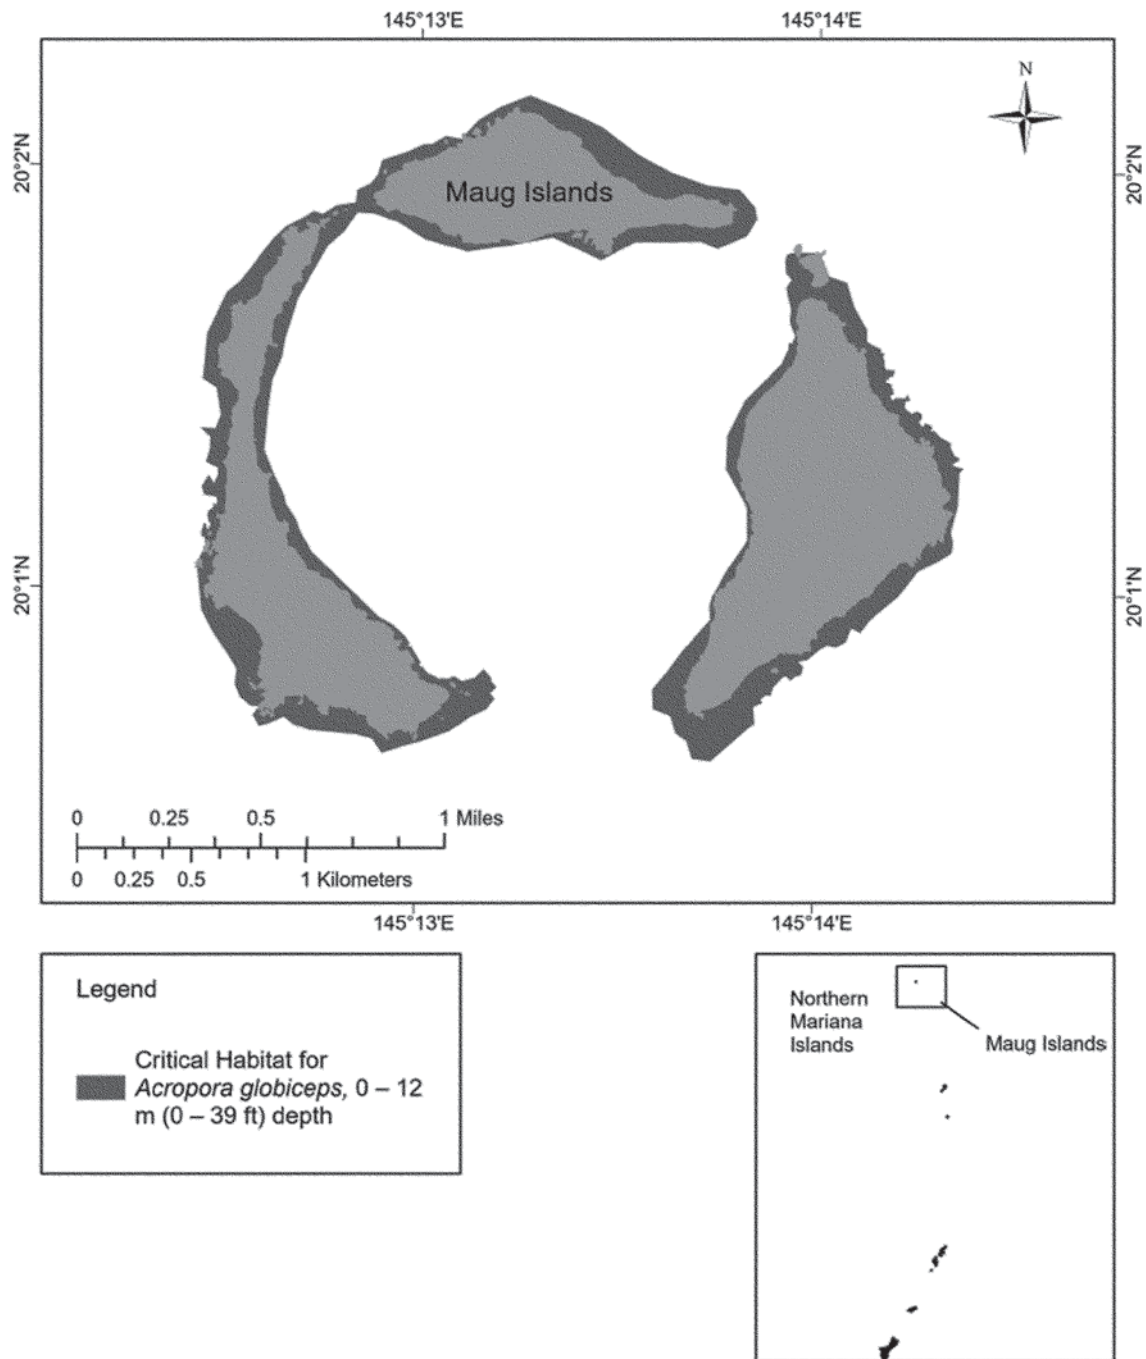 145°13'E 145°14'E
N
20°2'N 20°2'N
Maug Islands
20°1'N 20°1'N
0 0.25 0.5 1 Miles
0 0.25 0.5 1 Kilometers
145°13'E 145°14'E
Legend
Critical Habitat for
Acropora globiceps, 0 – 12
m (0 – 39 ft) depth
Northern
Mariana
Islands
Maug Islands